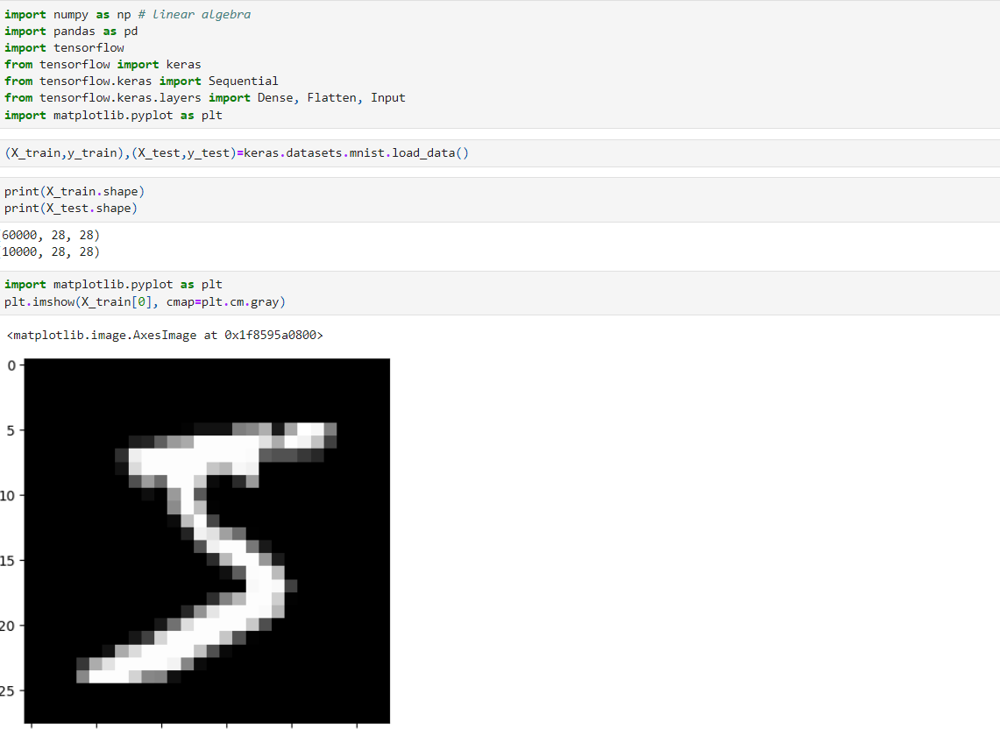 import numpy as np # linear algebra
import pandas as pd
import tensorflow
from tensorflow import keras
from tensorflow.keras import Sequential
from tensorflow.keras.layers import Dense, Flatten, Input
import matplotlib.pyplot as plt
(X_train,y_train),(X_test,y_test)=keras.datasets.mnist.load_data()
print(X_train.shape)
print(X_test.shape)
60000, 28, 28)
10000, 28, 28)
import matplotlib.pyplot as plt
plt.imshow(X_train[0], cmap=plt.cm.gray)
<matplotlib.image.AxesImage at 0x1f8595a0800>
0
5
10
15
20
25
5